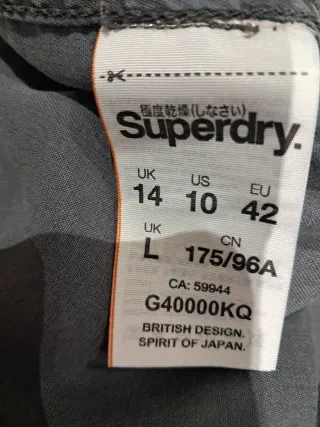 極度乾燥(しなさい)
Superdry.
UK US EU
14 10 42
UK CN
L 175/96A
CA: 59944
G40000KQ
BRITISH DESIGN.
SPIRIT OF JAPAN.